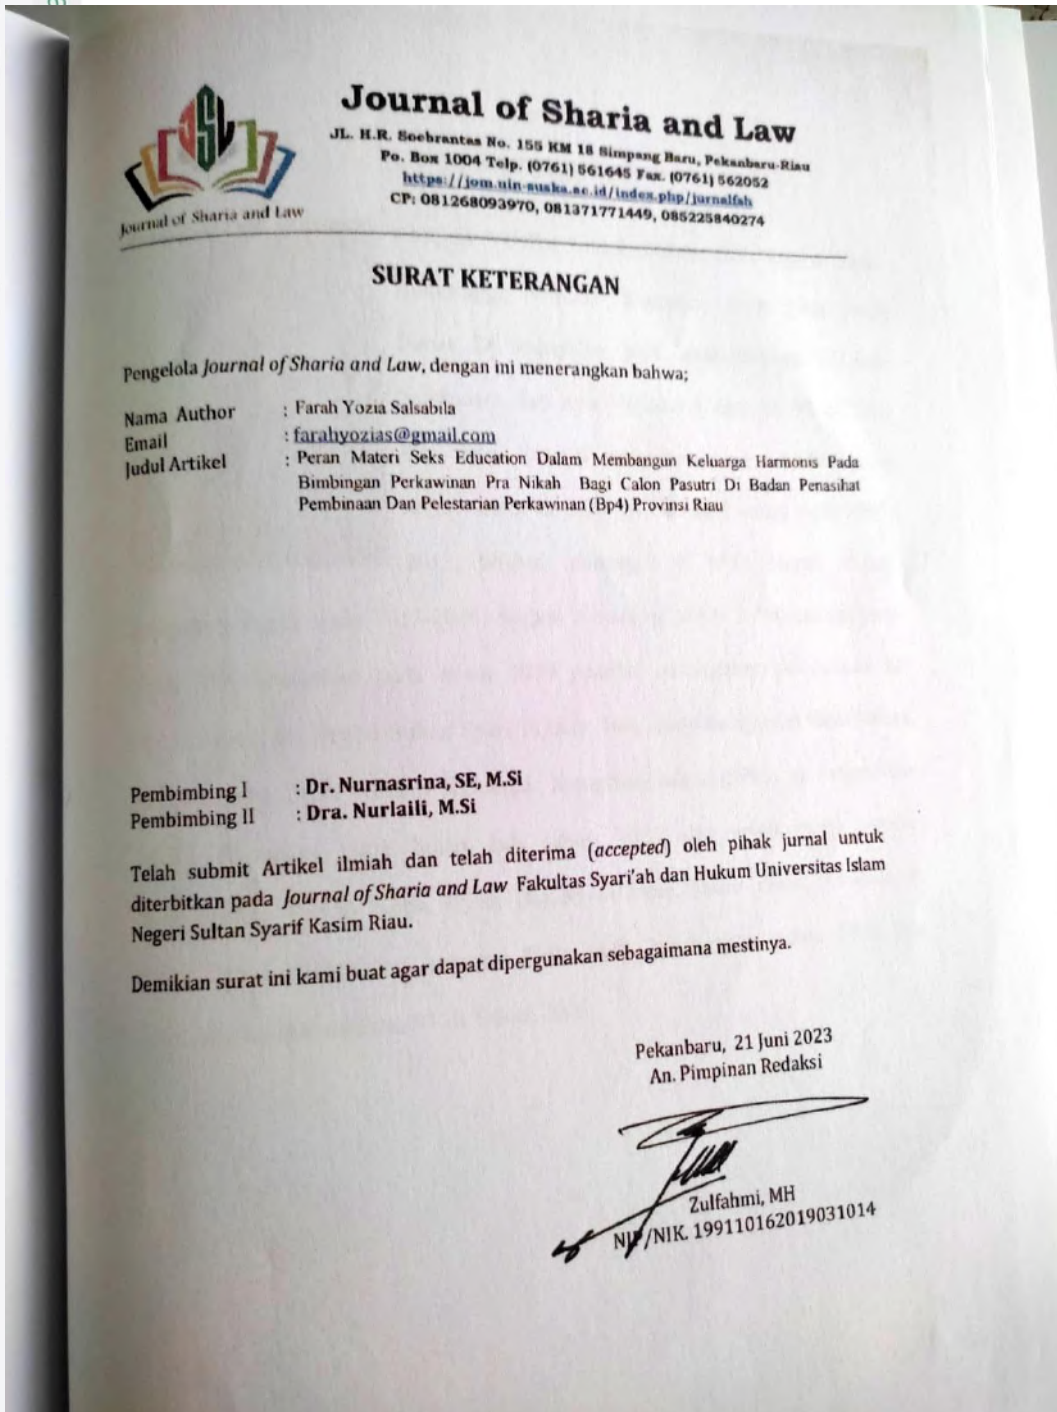 JSL
Journal of Sharia and Law
Journal of Sharia and Law
JL. H.R. Soebrantas No. 155 KM 18 Simpang Baru, Pekanbaru-Riau
Po. Box 1004 Telp. (0761) 561645 Fax. (0761) 562052
https://jom.uin-suska.ac.id/index.php/jurnalfsh
CP: 081268093970, 081371771449, 085225840274
SURAT KETERANGAN
Pengelola Journal of Sharia and Law, dengan ini menerangkan bahwa;
Nama Author : Farah Yozia Salsabila
Email : farahyozias@gmail.com
Judul Artikel : Peran Materi Seks Education Dalam Membangun Keluarga Harmonis Pada
Bimbingan Perkawinan Pra Nikah Bagi Calon Pasutri Di Badan Penasihat
Pembinaan Dan Pelestarian Perkawinan (Bp4) Provinsi Riau
Pembimbing I : Dr. Nurnasrina, SE, M.Si
Pembimbing II : Dra. Nurlaili, M.Si
Telah submit Artikel ilmiah dan telah diterima (accepted) oleh pihak jurnal untuk
diterbitkan pada Journal of Sharia and Law Fakultas Syari'ah dan Hukum Universitas Islam
Negeri Sultan Syarif Kasim Riau.
Demikian surat ini kami buat agar dapat dipergunakan sebagaimana mestinya.
Pekanbaru, 21 Juni 2023
An. Pimpinan Redaksi
Zulfahmi, MH
NIP/NIK. 199110162019031014